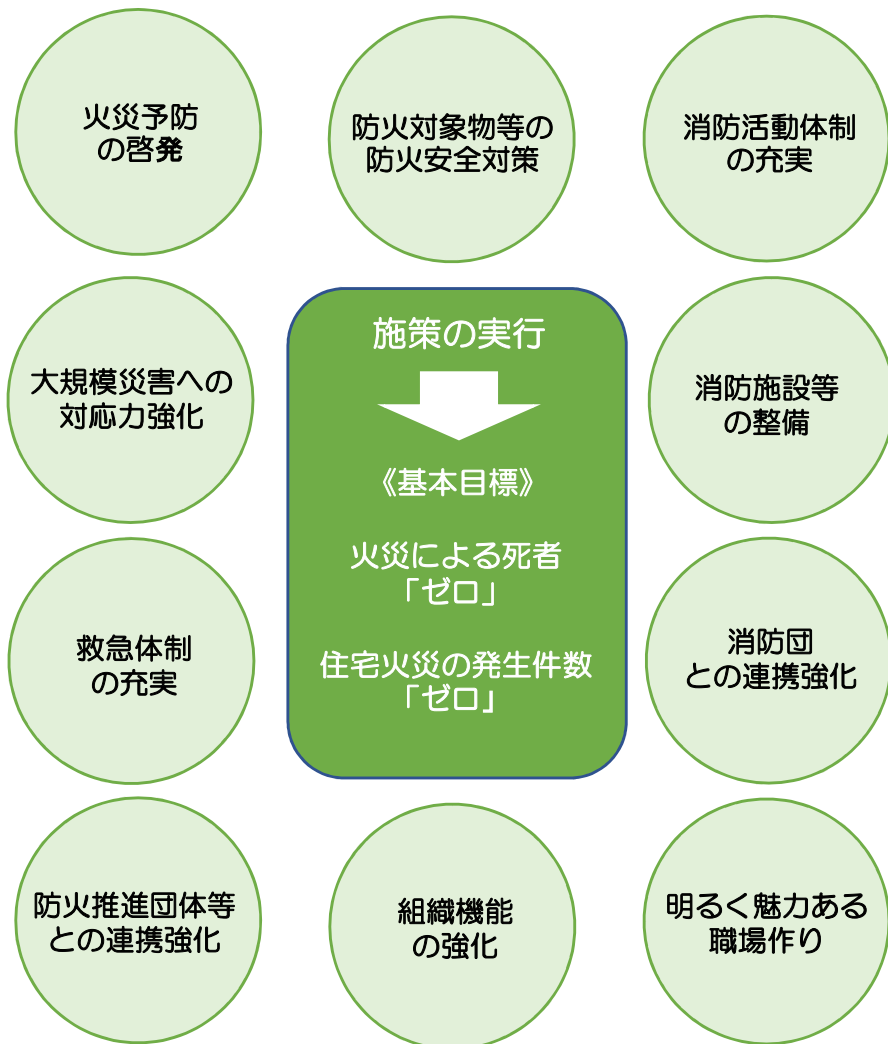 火災予防
の啓発
防火対象物等の
防火安全対策
消防活動体制
の充実
大規模災害への
対応力強化
施策の実行
《基本目標》
火災による死者
「ゼロ」
住宅火災の発生件数
「ゼロ」
消防施設等
の整備
救急体制
の充実
消防団
との連携強化
防火推進団体等
との連携強化
組織機能
の強化
明るく魅力ある
職場作り